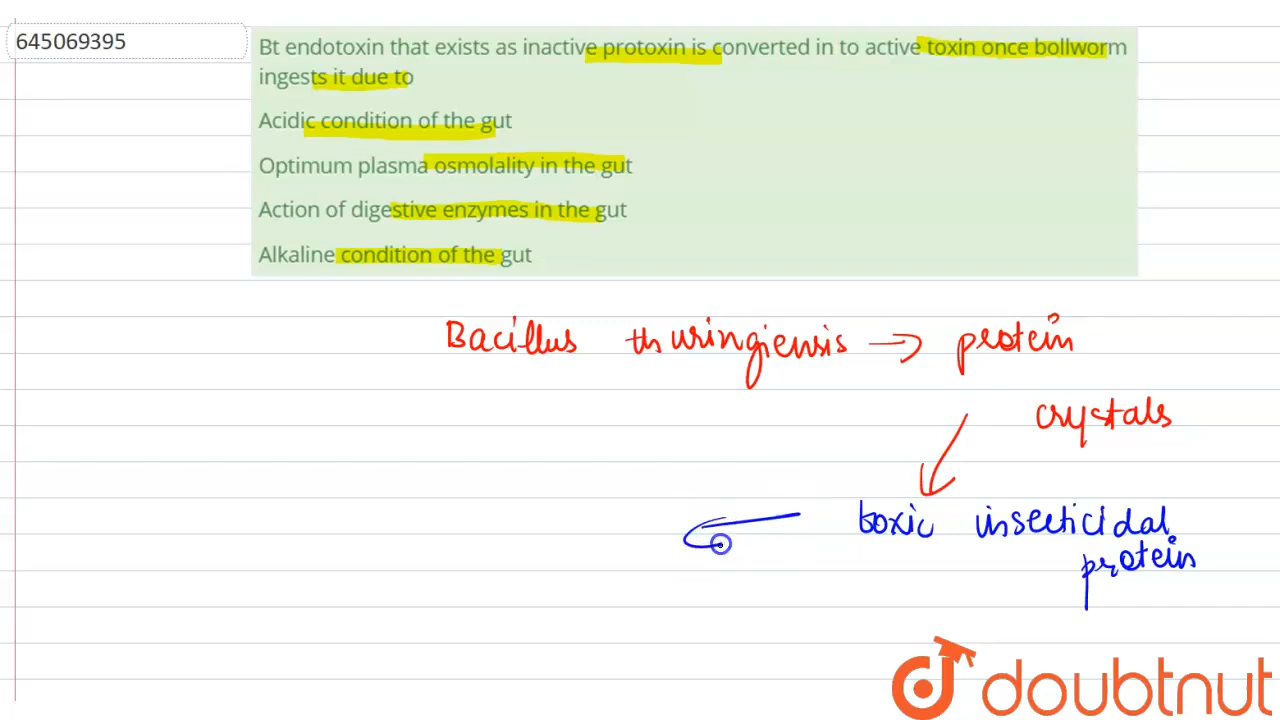 645069395
Bt endotoxin that exists as inactive protoxin is converted in to active toxin once bollworm
ingests it due to
Acidic condition of the gut
Optimum plasma osmolality in the gut
Action of digestive enzymes in the gut
Alkaline condition of the gut
Bacillus thuringiensis → protein
crystals
toxic insecticidal
protein
doubtnut